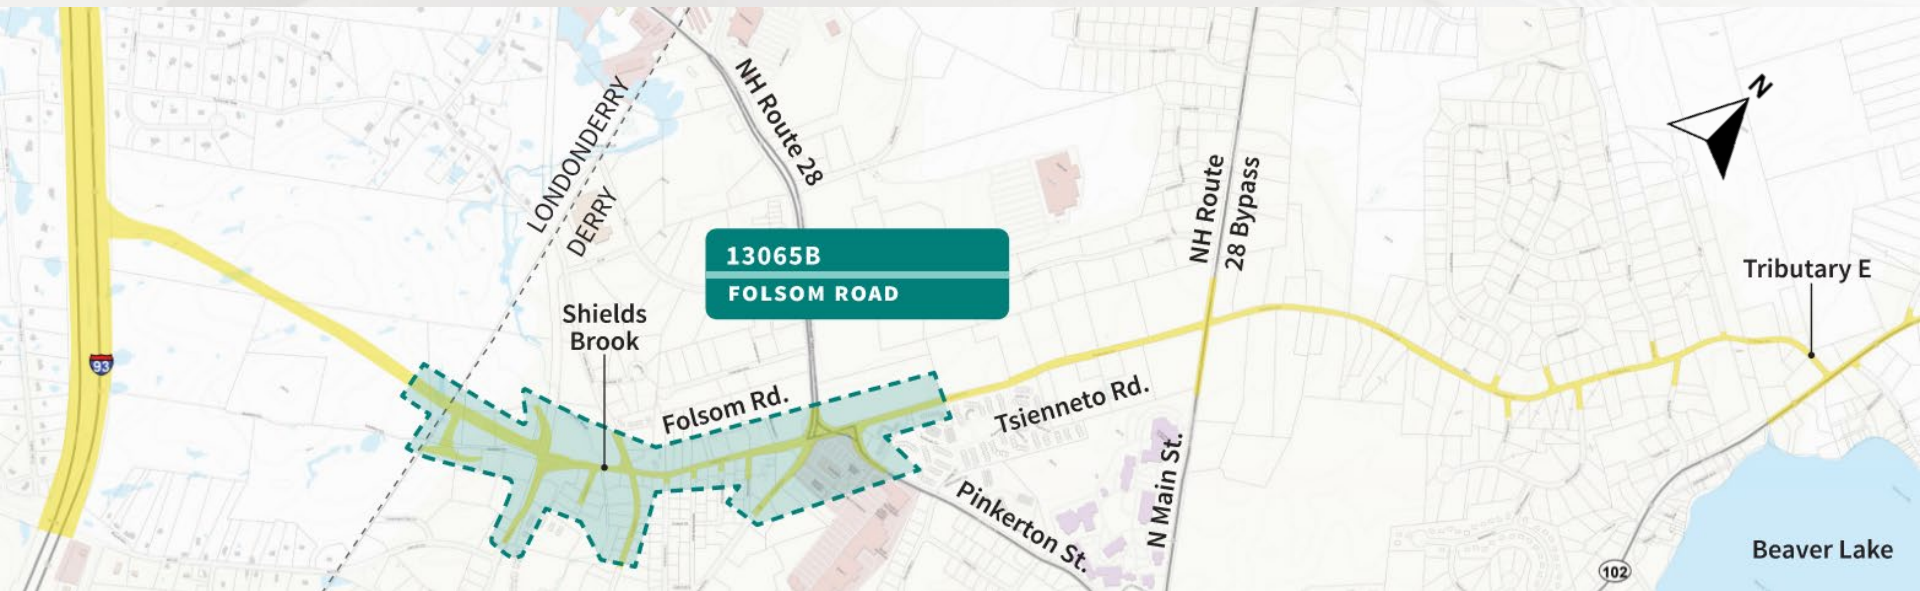 N
NH Route 28
LONDONDERRY
DERRY
NH Route
28 Bypass
13065B
FOLSOM ROAD
Tributary E
Shields
Brook
93
Folsom Rd.
Tsienneto Rd.
N Main St.
Pinkerton St.
Beaver Lake
102